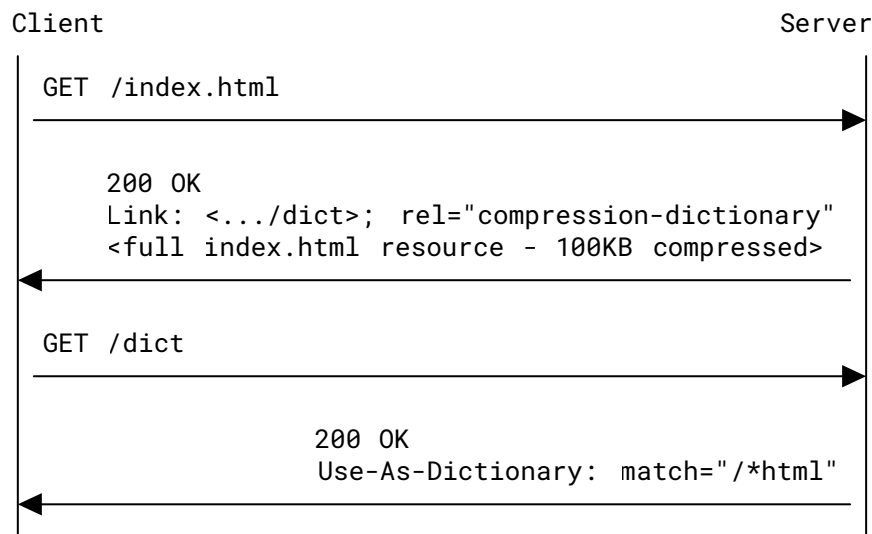 Client Server
GET /index.html
200 OK
Link: <.../dict>; rel="compression-dictionary"
<full index.html resource - 100KB compressed>
GET /dict
200 OK
Use-As-Dictionary: match="/*html"